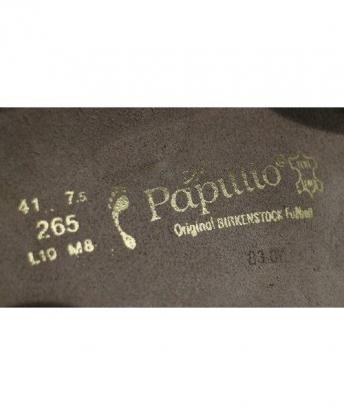 41 7.5
265
L10 M8
Papillio®
Original BIRKENSTOCK Fußbett